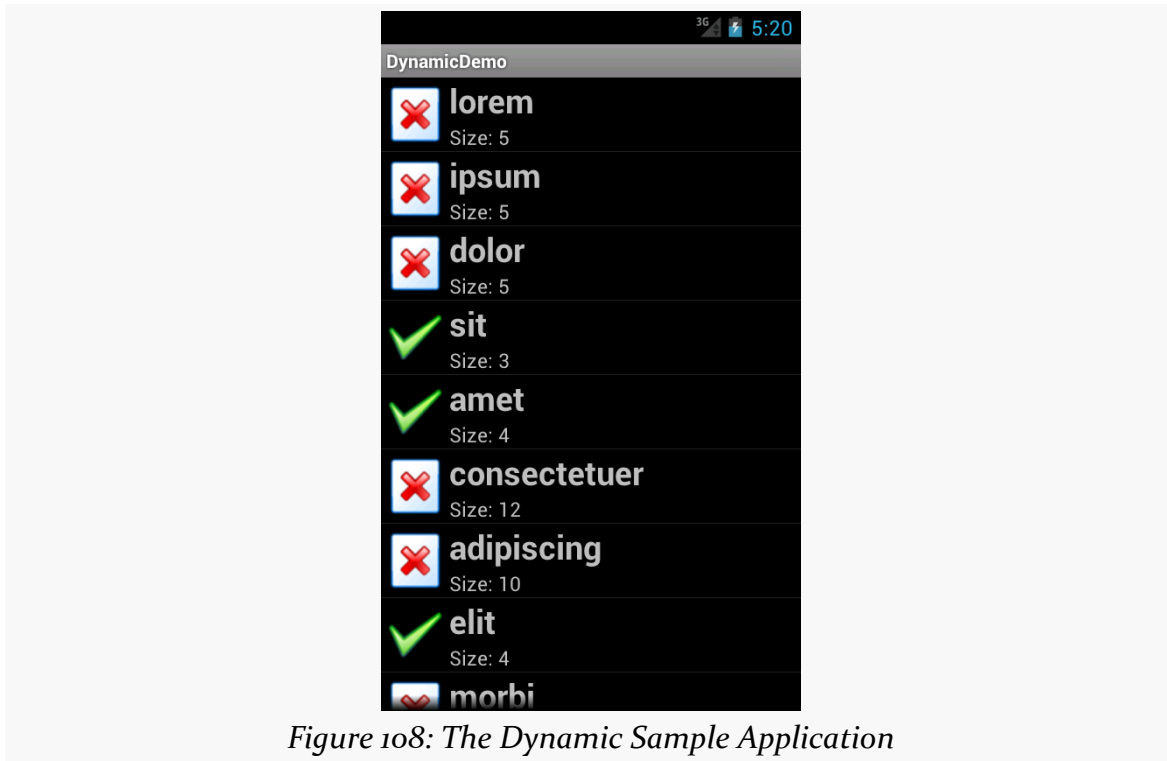 3G 5:20
DynamicDemo
lorem
Size: 5
ipsum
Size: 5
dolor
Size: 5
sit
Size: 3
amet
Size: 4
consectetuer
Size: 12
adipiscing
Size: 10
elit
Size: 4
morbi
Figure 108: The Dynamic Sample Application